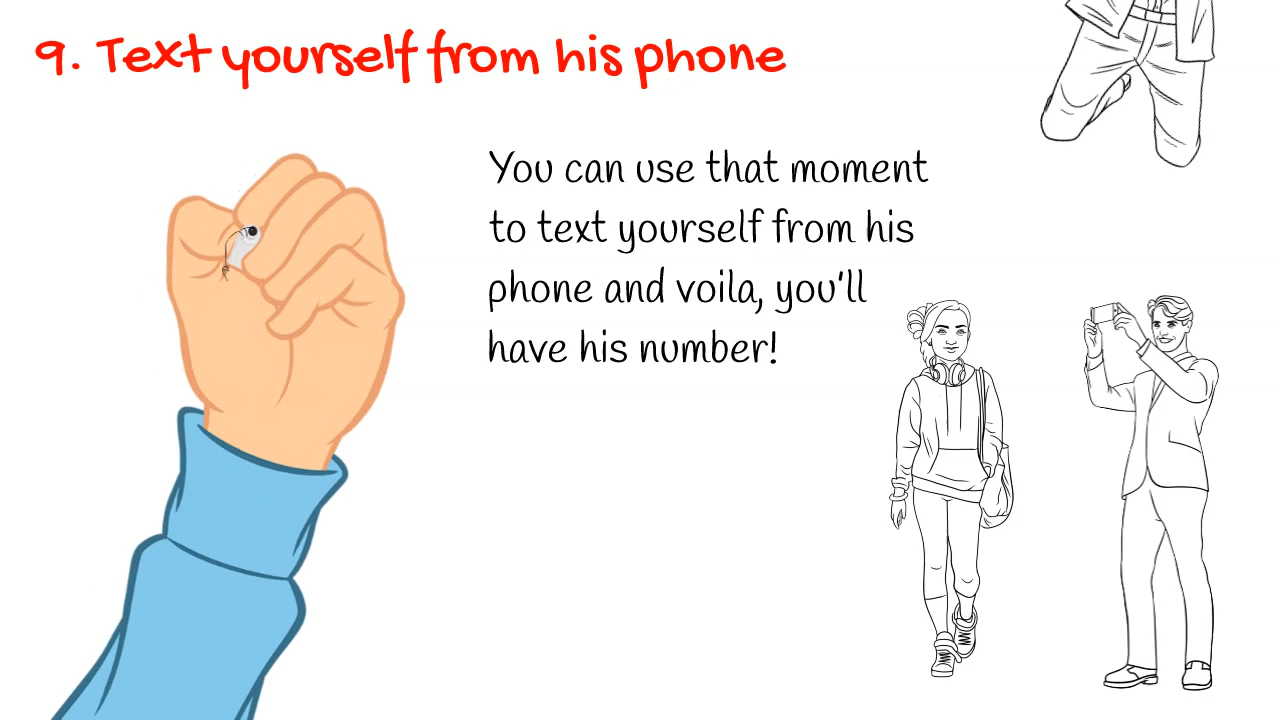 9. Text yourself from his phone
You can use that moment
to text yourself from his
phone and voila, you'll
have his number!